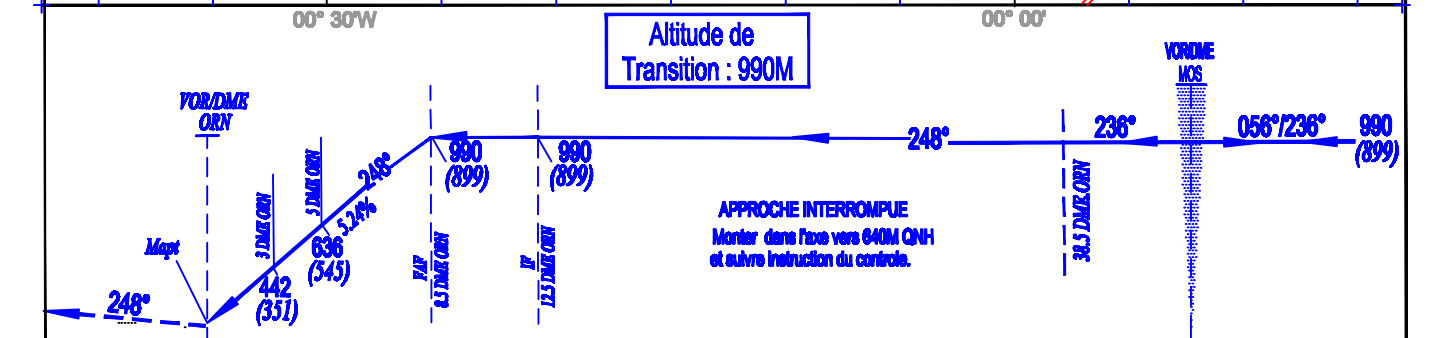 00° 30'W
00° 00'
Altitude de
Transition : 990M
VOR/DME
ORN
VOR/DME
MOS
248°
5.24%
3 DME ORN
5 DME ORN
990
(899)
990
(899)
248°
236°
056°/236°
990
(899)
38.5 DME.ORN
636
(545)
442
(351)
Mapt
248°
FAF
8.5 DME ORN
IF
12.5 DME ORN
APPROCHE INTERROMPUE
Monter dans l'axe vers 640M QNH
et suivre instruction du controle.